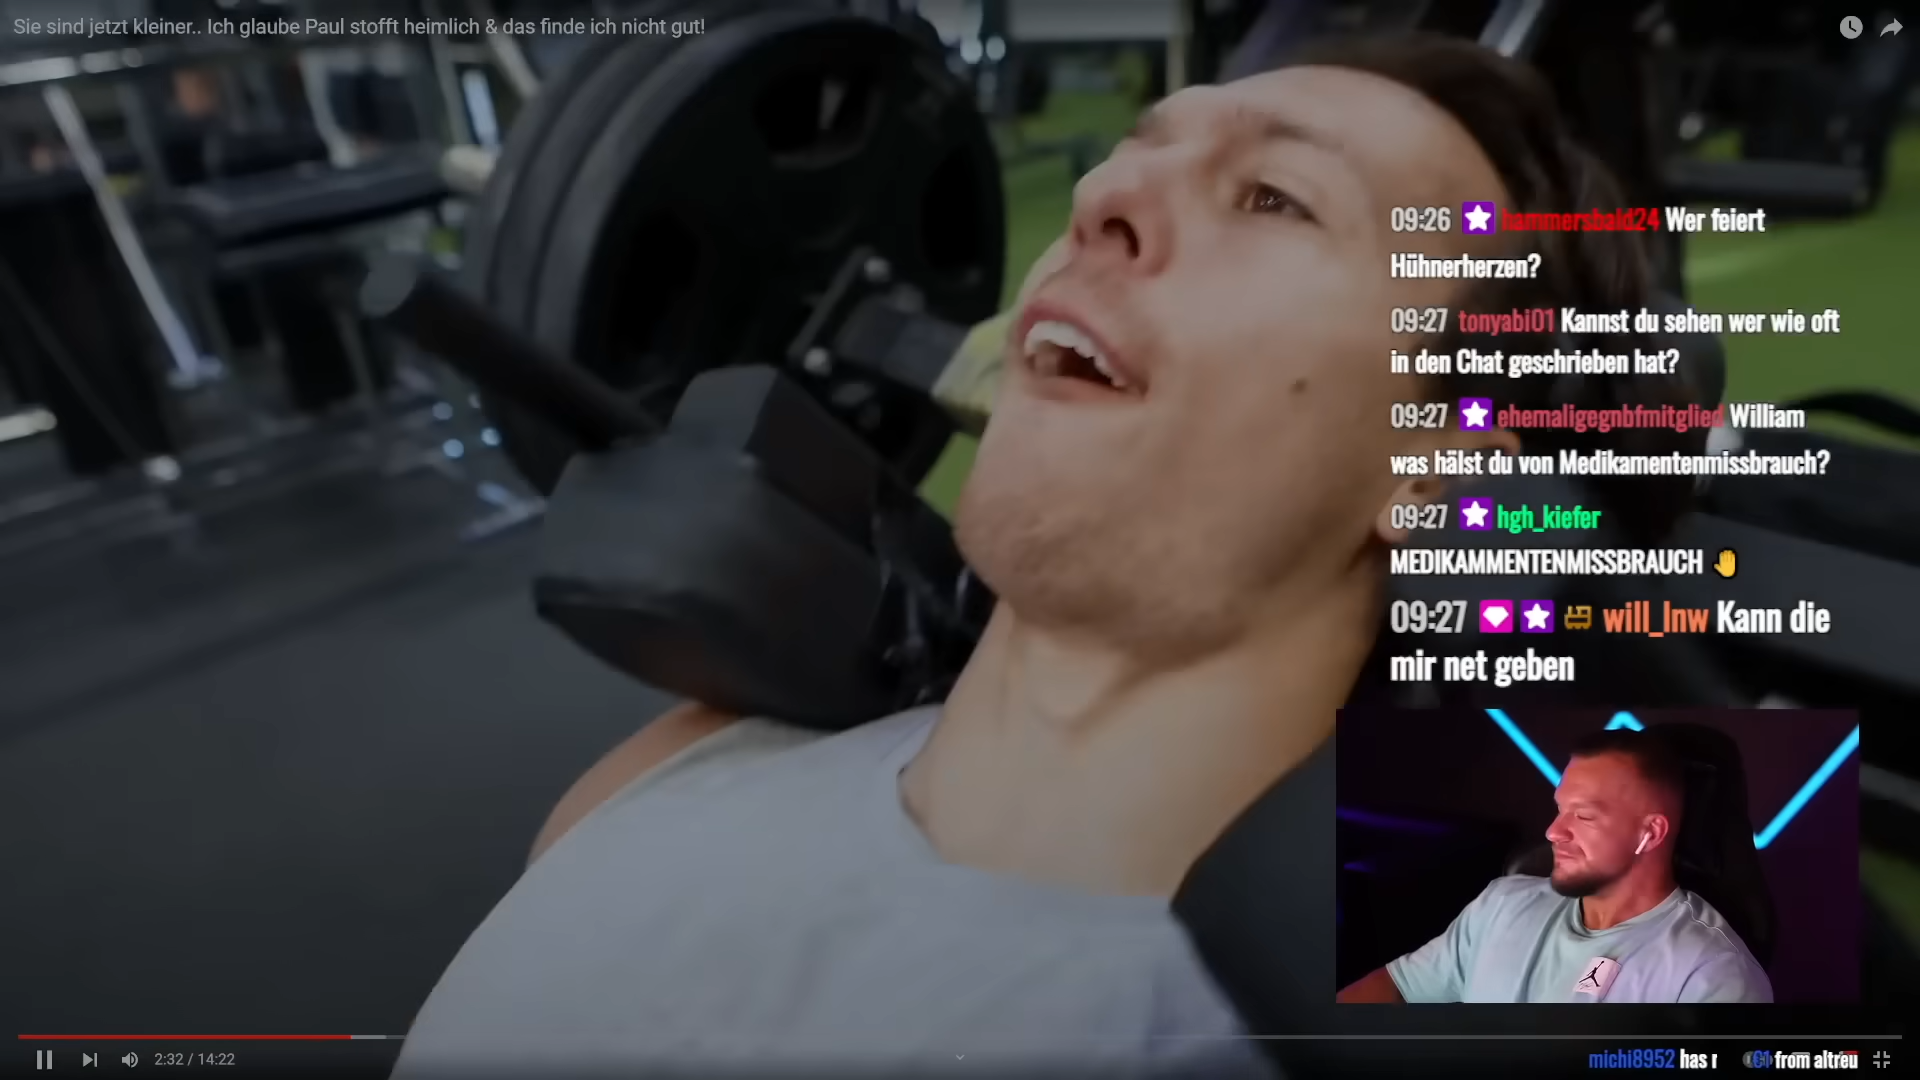 Sie sind jetzt kleiner.. Ich glaube Paul stofft heimlich & das finde ich nicht gut!
09:26 hammersbald24 Wer feiert
Hühnerherzen?
09:27 tonyabi01 Kannst du sehen wer wie oft
in den Chat geschrieben hat?
09:27 ehemaligegnbfmitglied William
was hälst du von Medikamentenmissbrauch?
09:27 hgh_kiefer
MEDIKAMMENTENMISSBRAUCH 🤚
09:27 will_lnw Kann die
mir net geben
2:32 / 14:22
michi8952 has from altreu